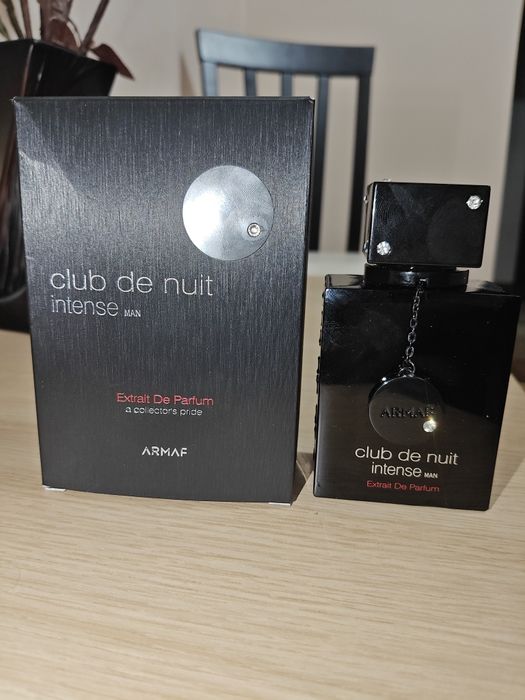 club de nuit
intense MAN
Extrait De Parfum
a collector's pride
ARMAF
ARMAF
club de nuit
intense MAN
Extrait De Parfum